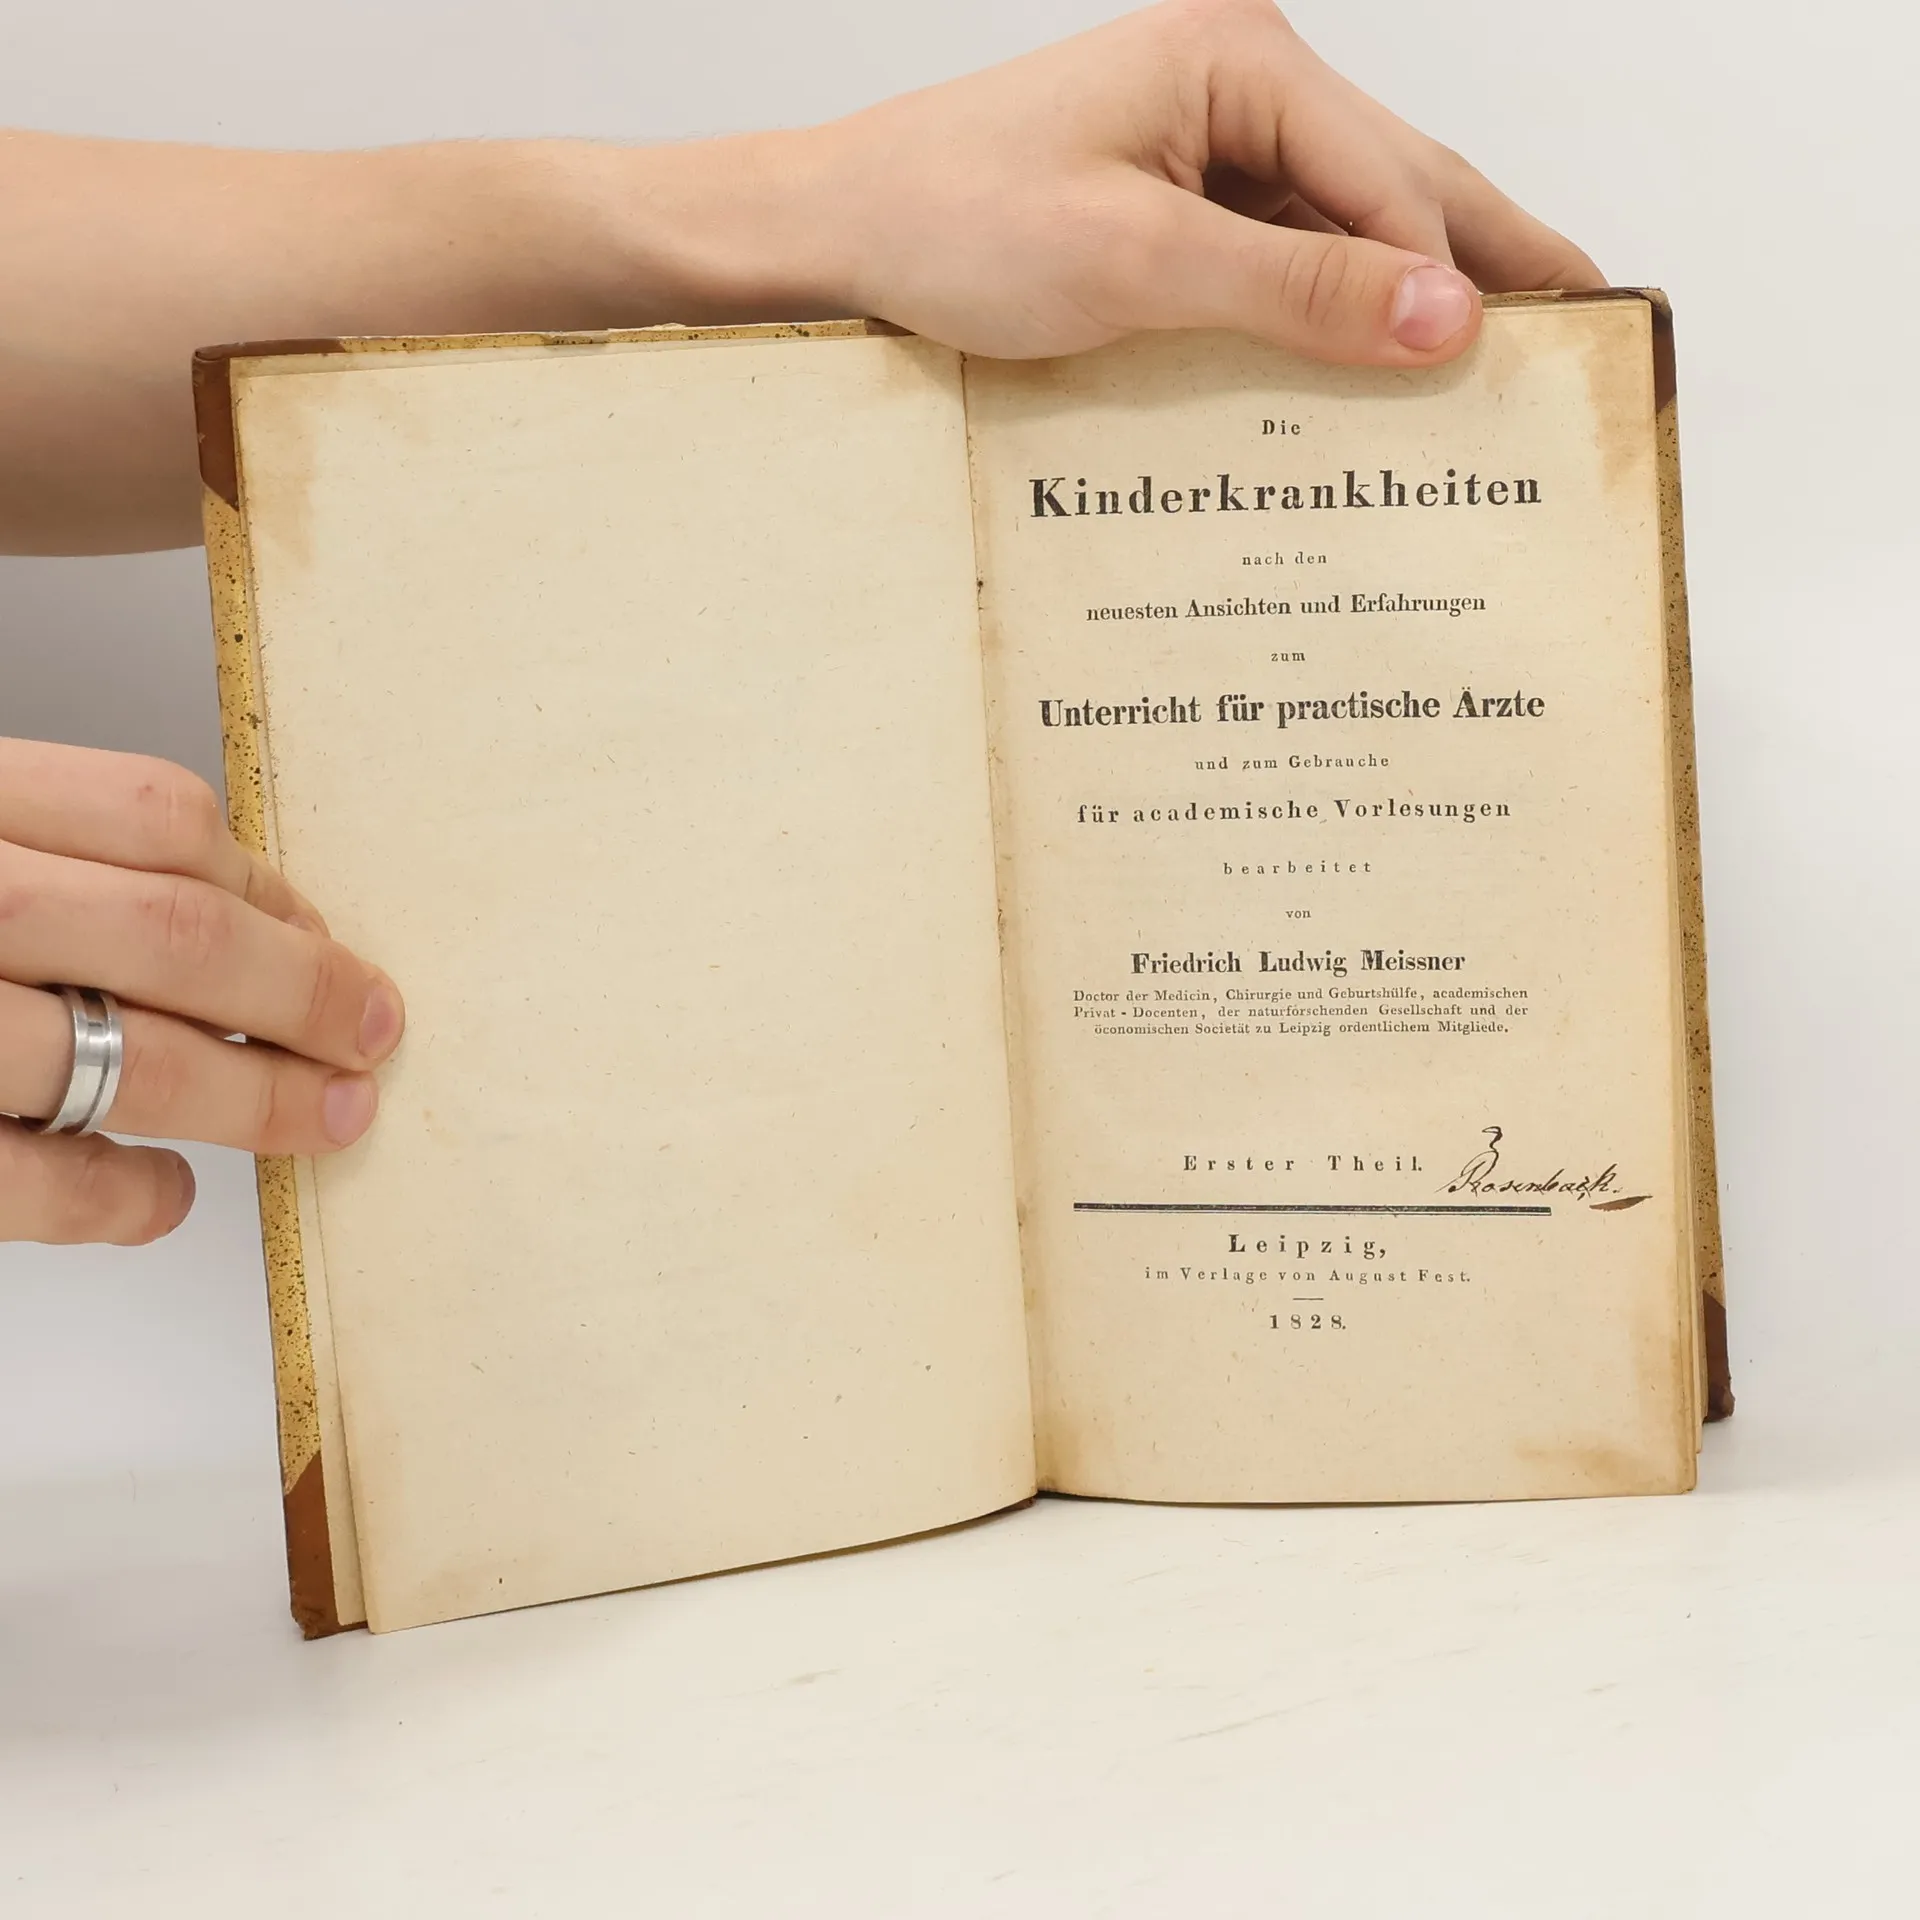 Die
Kinderkrankheiten
nach den
neuesten Ansichten und Erfahrungen
zum
Unterricht für practische Ärzte
und zum Gebrauche
für academische Vorlesungen
bearbeitet
von
Friedrich Ludwig Meissner
Doctor der Medicin, Chirurgie und Geburtshülfe, academischen
Privat-Docenten, der naturforschenden Gesellschaft und der
öconomischen Societät zu Leipzig ordentlichem Mitgliede.
Erster Theil.
Leipzig,
im Verlage von August Fest.
1828.